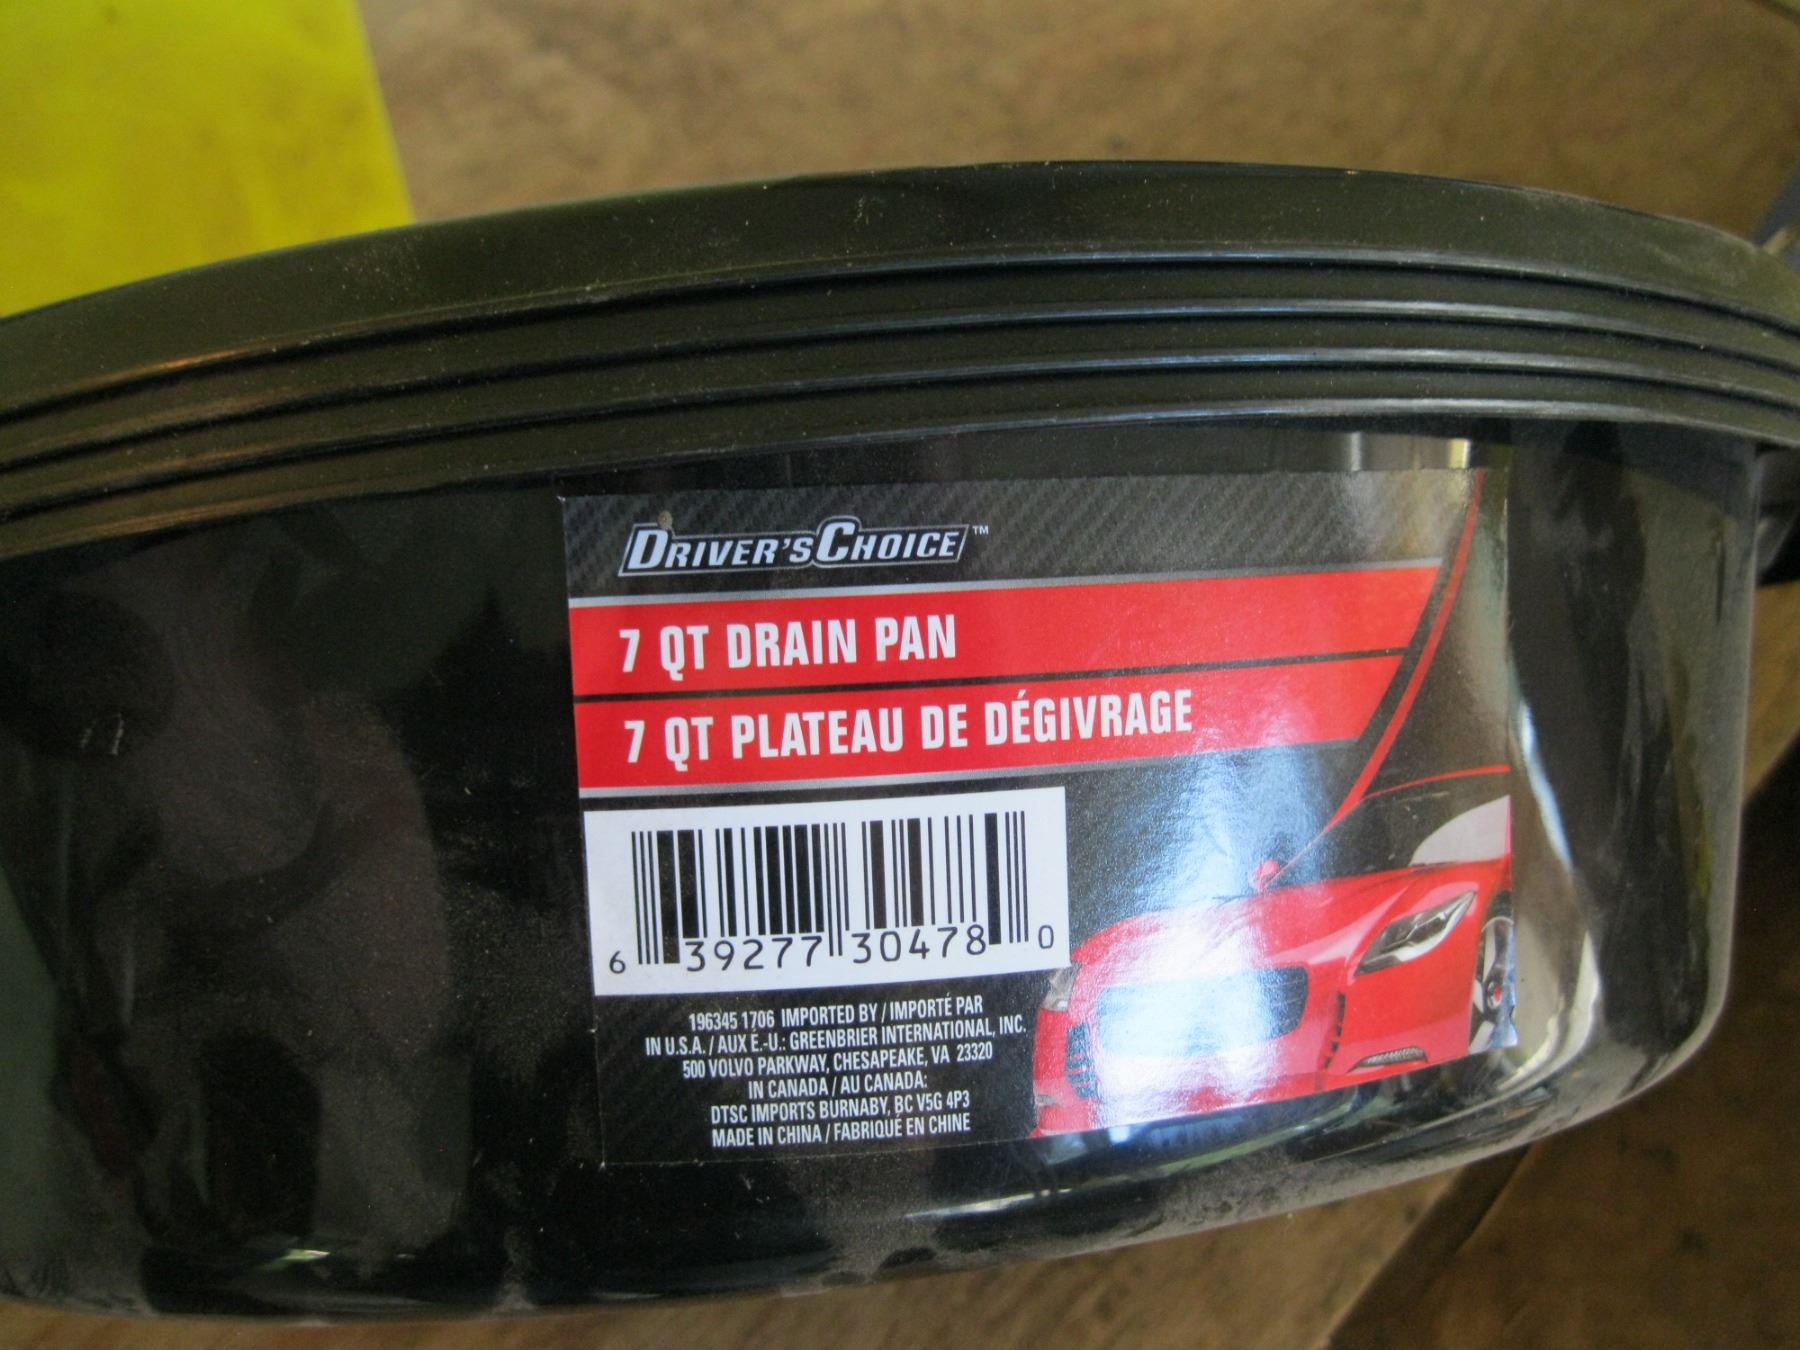 DRIVER'S CHOICE™
7 QT DRAIN PAN
7 QT PLATEAU DE DÉGIVRAGE
6 39277 30478 0
196345 1706 IMPORTED BY / IMPORTÉ PAR
IN U.S.A. / AUX É.-U.: GREENBRIER INTERNATIONAL, INC.
500 VOLVO PARKWAY, CHESAPEAKE, VA 23320
IN CANADA / AU CANADA:
DTSC IMPORTS BURNABY, BC V5G 4P3
MADE IN CHINA / FABRIQUÉ EN CHINE